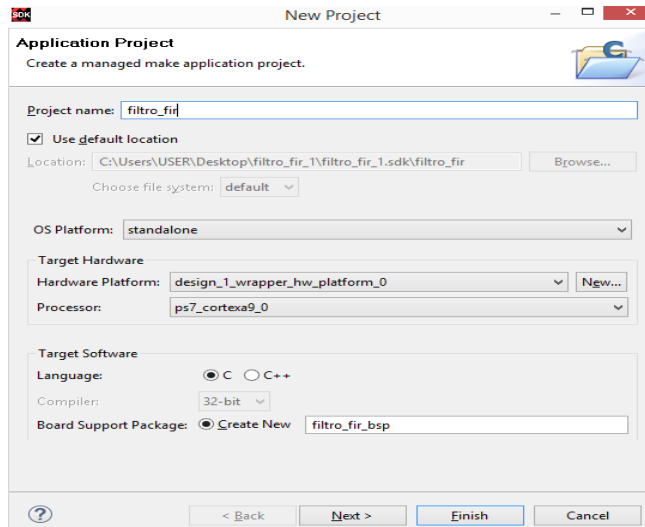 SDK New Project
Application Project
Create a managed make application project.
C
Project name: filtro_fir
Use default location
Location: C:\Users\USER\Desktop\filtro_fir_1\filtro_fir_1.sdk\filtro_fir Browse...
Choose file system: default
OS Platform: standalone
Target Hardware
Hardware Platform: design_1_wrapper_hw_platform_0 New...
Processor: ps7_cortexa9_0
Target Software
Language: C C++
Compiler: 32-bit
Board Support Package: Create New filtro_fir_bsp
? < Back Next > Finish Cancel